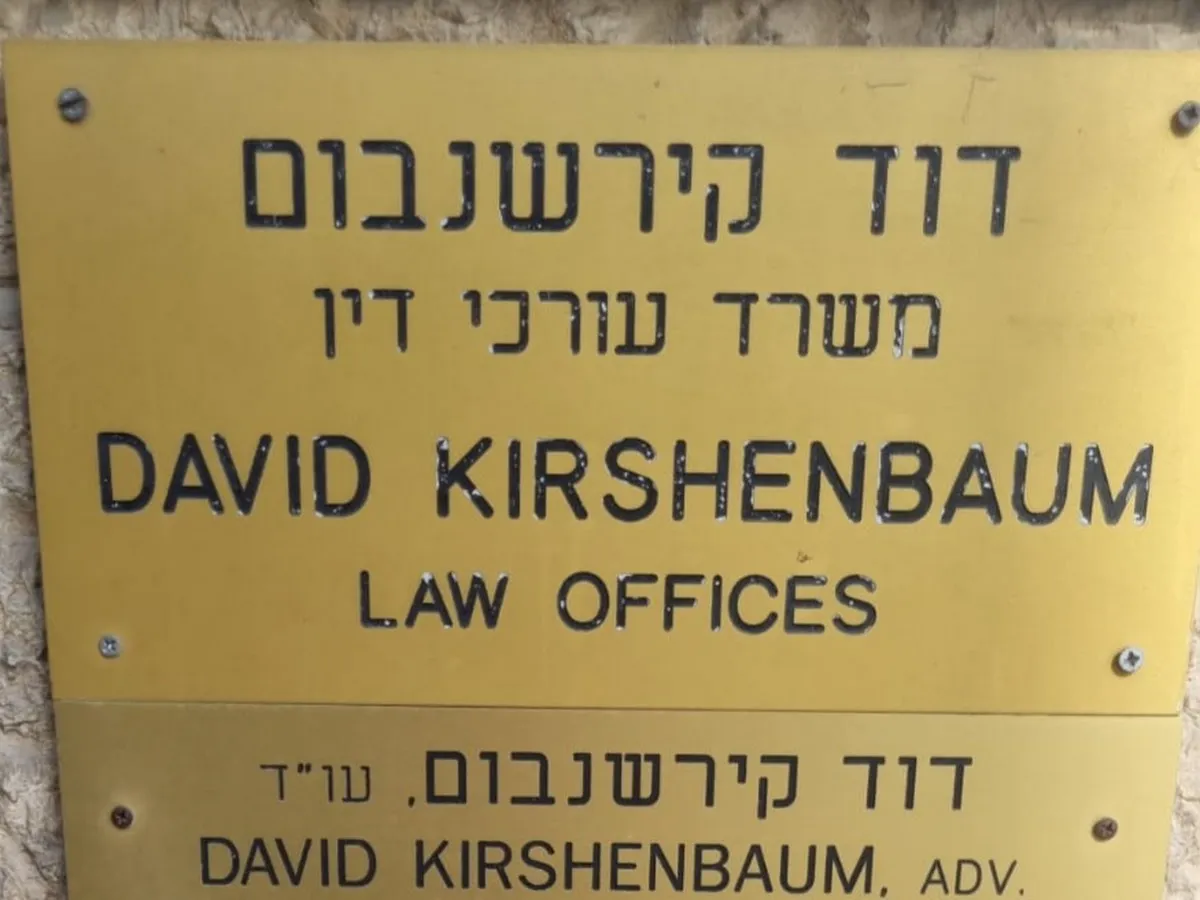 דוד קירשנבום
משרד עורכי דין
DAVID KIRSHENBAUM
LAW OFFICES
דוד קירשנבום, עו"ד
DAVID KIRSHENBAUM, ADV.